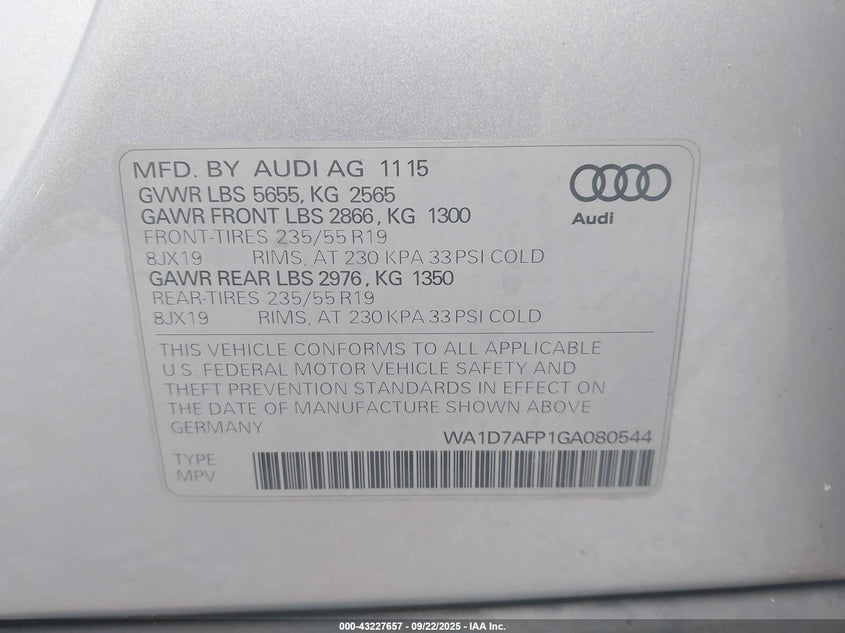 MFD. BY AUDI AG 11 15
GVWR LBS 5655, KG 2565
GAWR FRONT LBS 2866, KG 1300
FRONT-TIRES 235/55 R19
8JX19 RIMS, AT 230 KPA 33 PSI COLD
GAWR REAR LBS 2976, KG 1350
REAR-TIRES 235/55 R19
8JX19 RIMS, AT 230 KPA 33 PSI COLD
Audi
THIS VEHICLE CONFORMS TO ALL APPLICABLE
U.S. FEDERAL MOTOR VEHICLE SAFETY AND
THEFT PREVENTION STANDARDS IN EFFECT ON
THE DATE OF MANUFACTURE SHOWN ABOVE
GERMANY
WA1D7AFP1GA080544
TYPE:
MPV
000-43227657 - 09/22/2025 - IAA Inc.